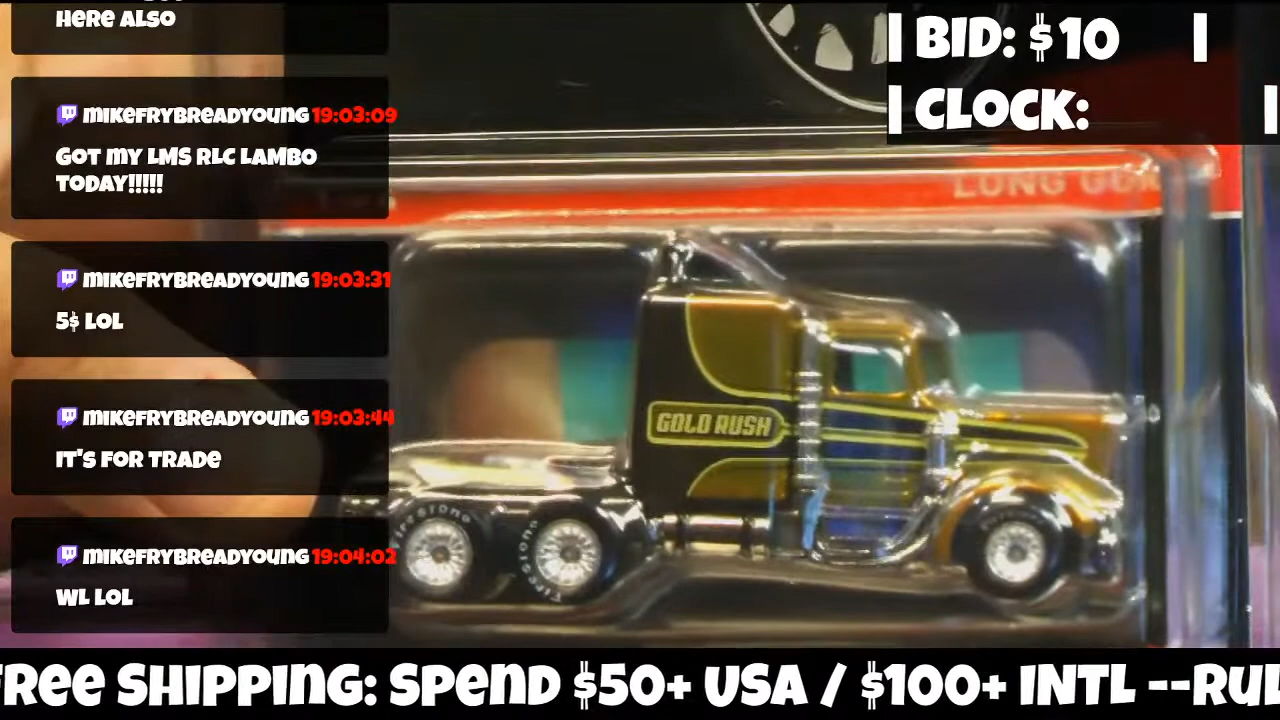 HERE ALSO
mikefrybreadyoung 19:03:09
GOT MY LMS RLC LAMBO
TODAY!!!!!
mikefrybreadyoung 19:03:31
5$ LOL
mikefrybreadyoung 19:03:44
IT'S FOR TRADE
mikefrybreadyoung 19:04:02
WL LOL
| BID: $10 |
| CLOCK: |
LONG
GOLD RUSH
Firestone
Firestone
FREE SHIPPING: SPEND $50+ USA / $100+ INTL --RUL